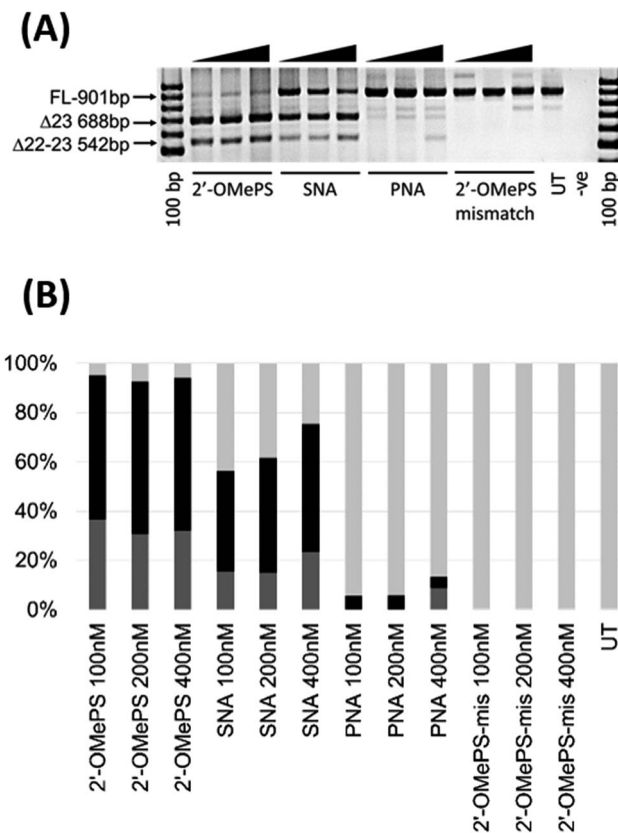 (A)
FL-901bp
Δ23 688bp
Δ22-23 542bp
100 bp
2'-OMePS
SNA
PNA
2'-OMePS
mismatch
UT
-ve
100 bp
(B)
100%
80%
60%
40%
20%
0%
2'-OMePS 100nM
2'-OMePS 200nM
2'-OMePS 400nM
SNA 100nM
SNA 200nM
SNA 400nM
PNA 100nM
PNA 200nM
PNA 400nM
2'-OMePS-mis 100nM
2'-OMePS-mis 200nM
2'-OMePS-mis 400nM
UT